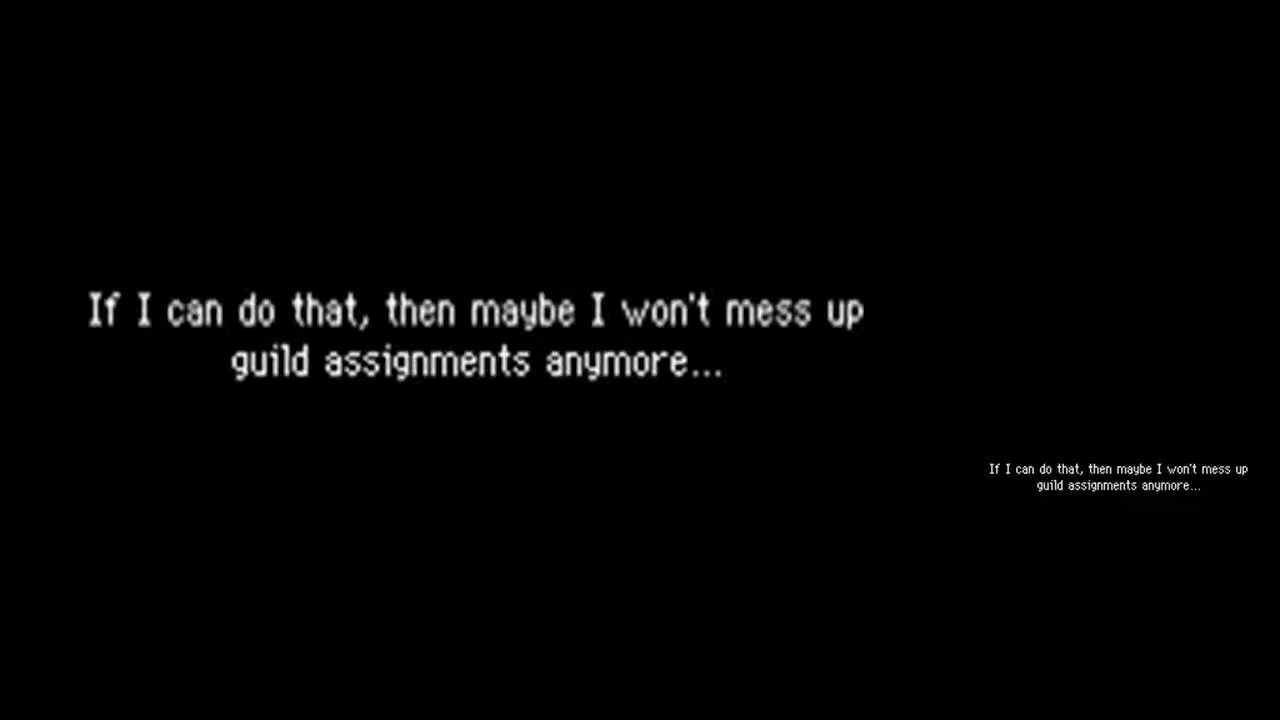 If I can do that, then maybe I won't mess up
guild assignments anymore...
If I can do that, then maybe I won't mess up
guild assignments anymore...